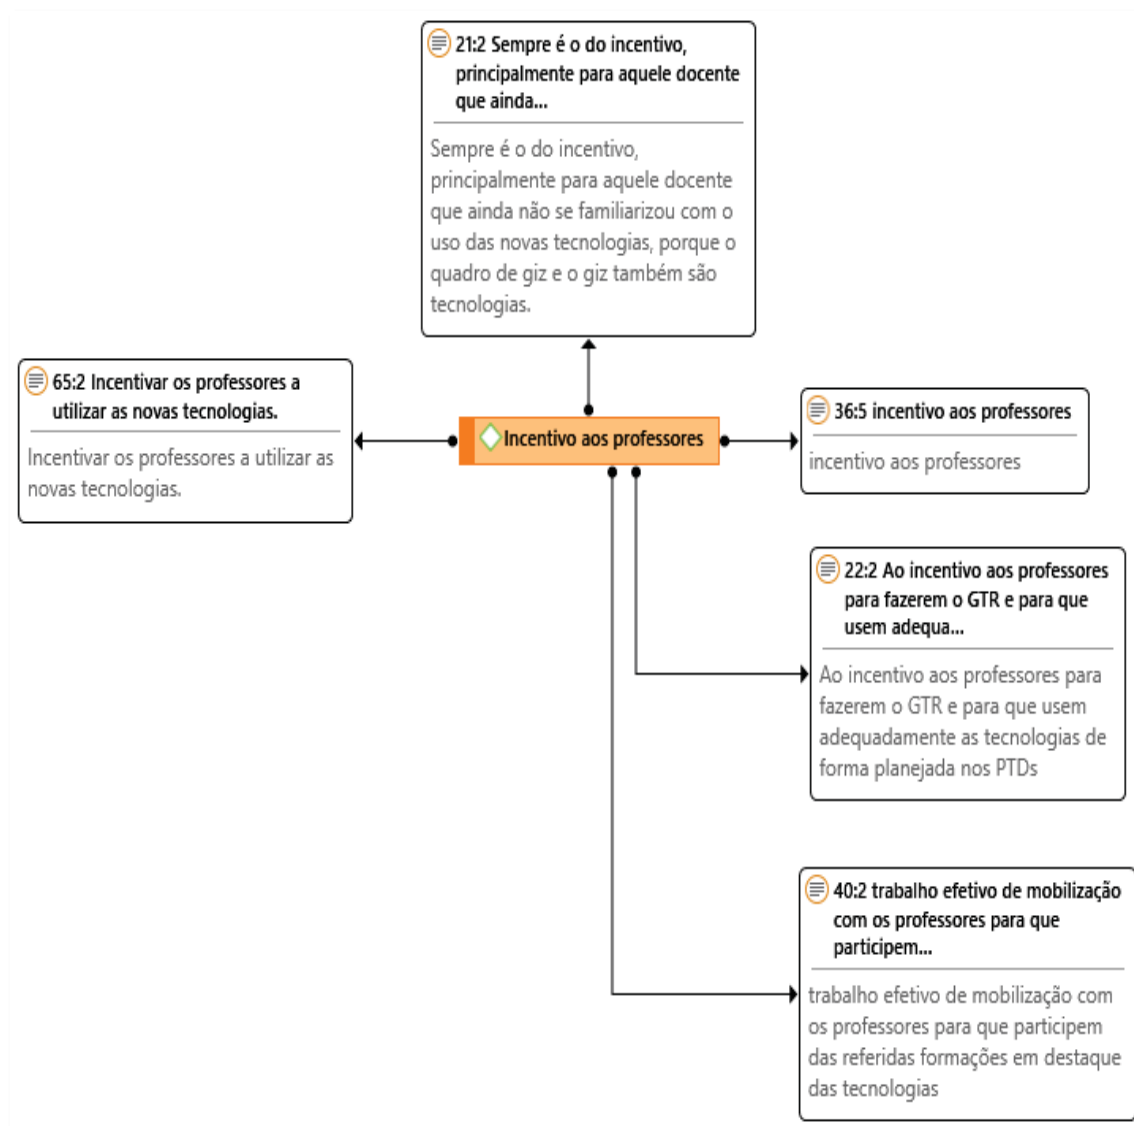 21:2 Sempre é o do incentivo,
principalmente para aquele docente
que ainda...
Sempre é o do incentivo,
principalmente para aquele docente
que ainda não se familiarizou com o
uso das novas tecnologias, porque o
quadro de giz e o giz também são
tecnologias.
65:2 Incentivar os professores a
utilizar as novas tecnologias.
Incentivar os professores a utilizar as
novas tecnologias.
Incentivo aos professores
36:5 incentivo aos professores
incentivo aos professores
22:2 Ao incentivo aos professores
para fazerem o GTR e para que
usem adequa...
Ao incentivo aos professores para
fazerem o GTR e para que usem
adequadamente as tecnologias de
forma planejada nos PTDs
40:2 trabalho efetivo de mobilização
com os professores para que
participem...
trabalho efetivo de mobilização com
os professores para que participem
das referidas formações em destaque
das tecnologias